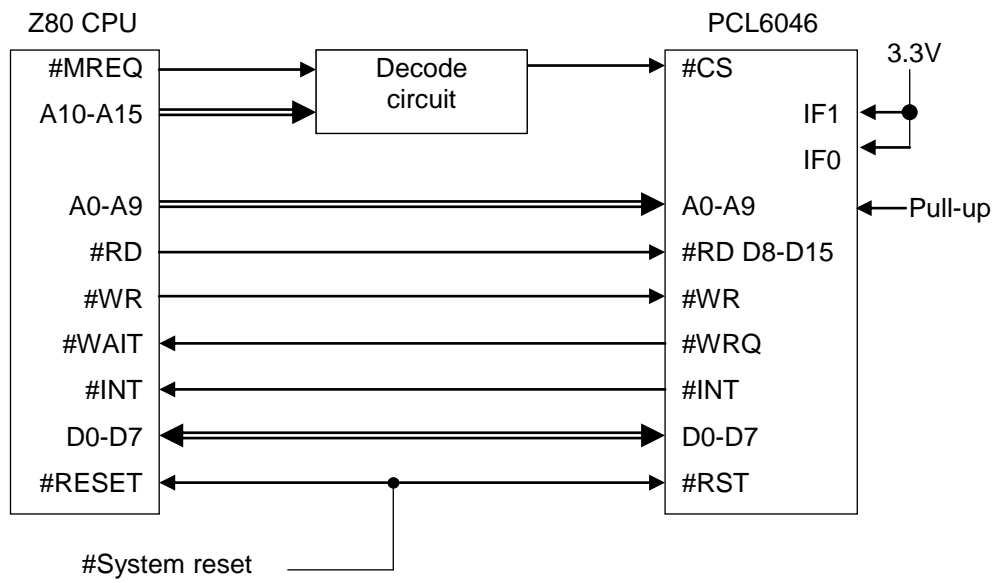 Z80 CPU
PCL6046
#MREQ
Decode
circuit
#CS
3.3V
A10-A15
IF1
IF0
A0-A9
A0-A9
Pull-up
#RD
#RD D8-D15
#WR
#WR
#WAIT
#WRQ
#INT
#INT
D0-D7
D0-D7
#RESET
#RST
#System reset